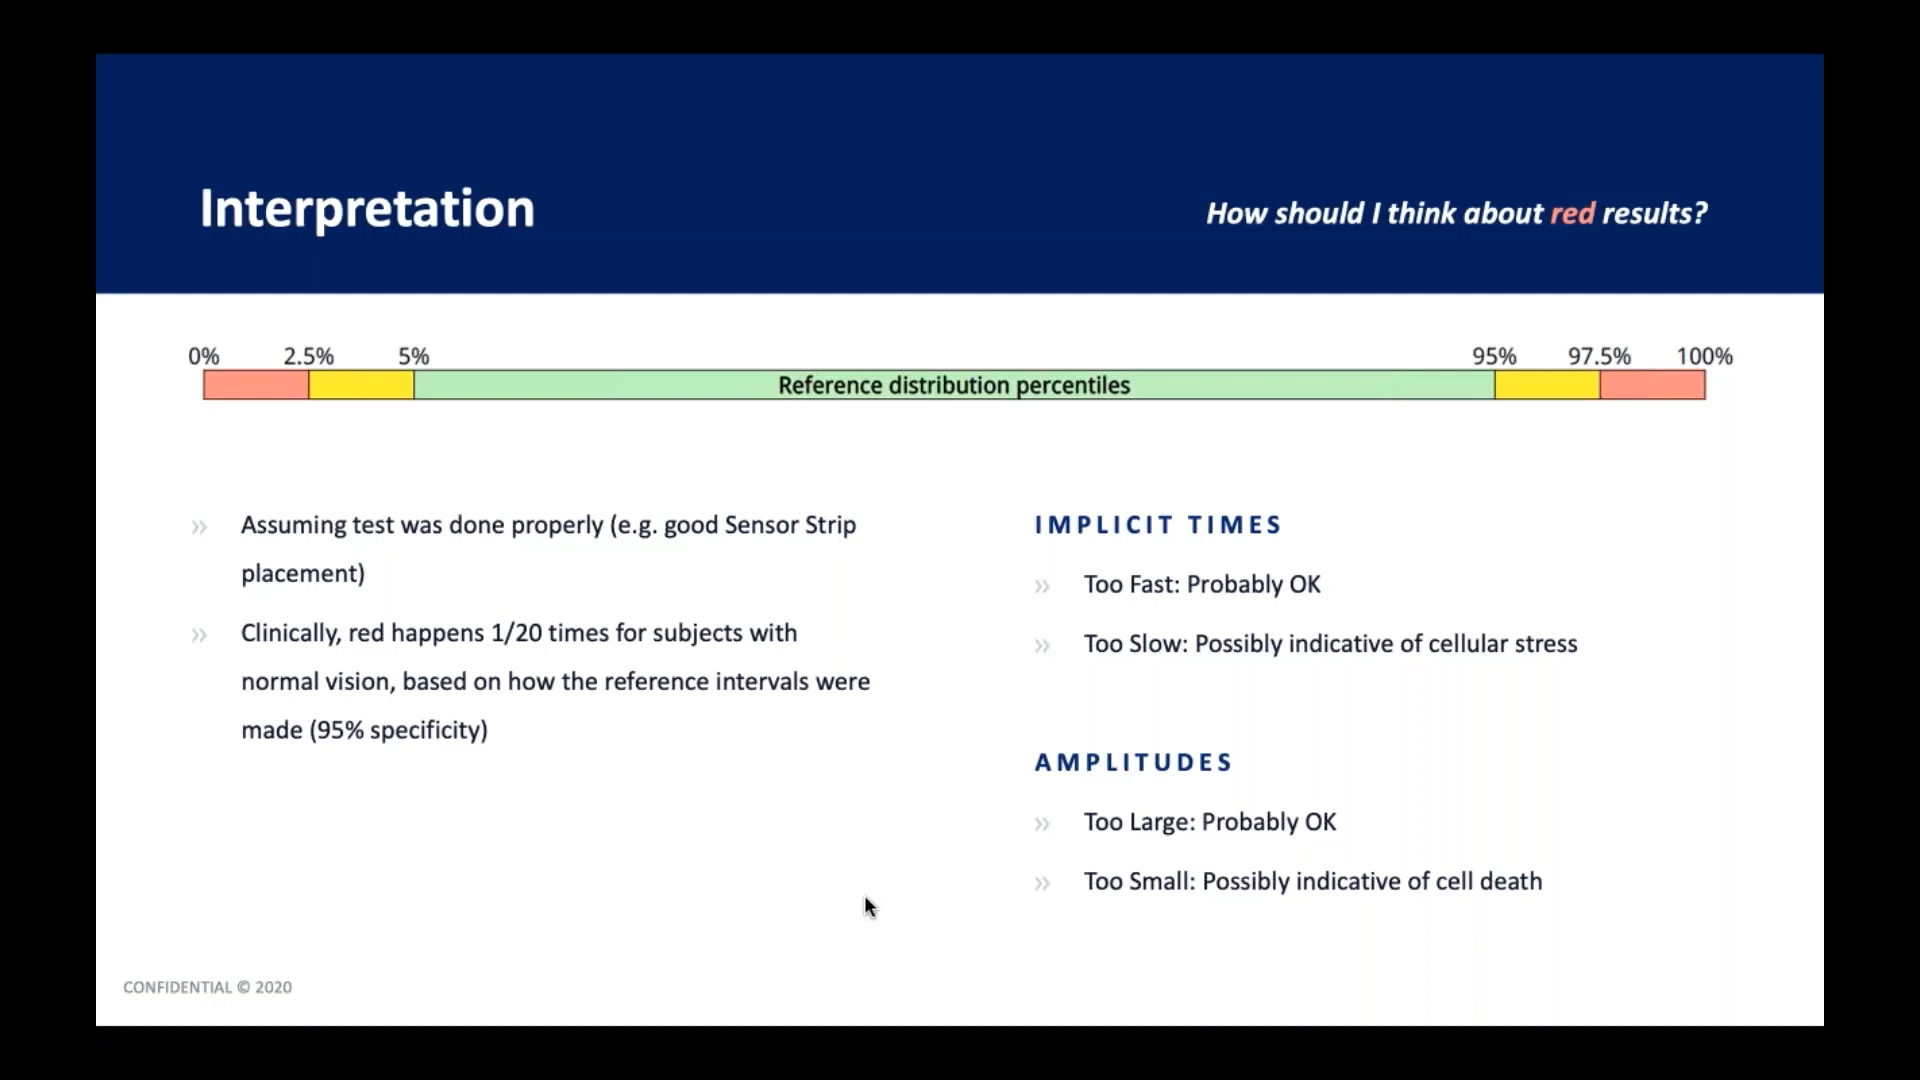 Interpretation
How should I think about red results?
0% 2.5% 5% 95% 97.5% 100%
Reference distribution percentiles
» Assuming test was done properly (e.g. good Sensor Strip
placement)
» Clinically, red happens 1/20 times for subjects with
normal vision, based on how the reference intervals were
made (95% specificity)
IMPLICIT TIMES
» Too Fast: Probably OK
» Too Slow: Possibly indicative of cellular stress
AMPLITUDES
» Too Large: Probably OK
» Too Small: Possibly indicative of cell death
CONFIDENTIAL © 2020